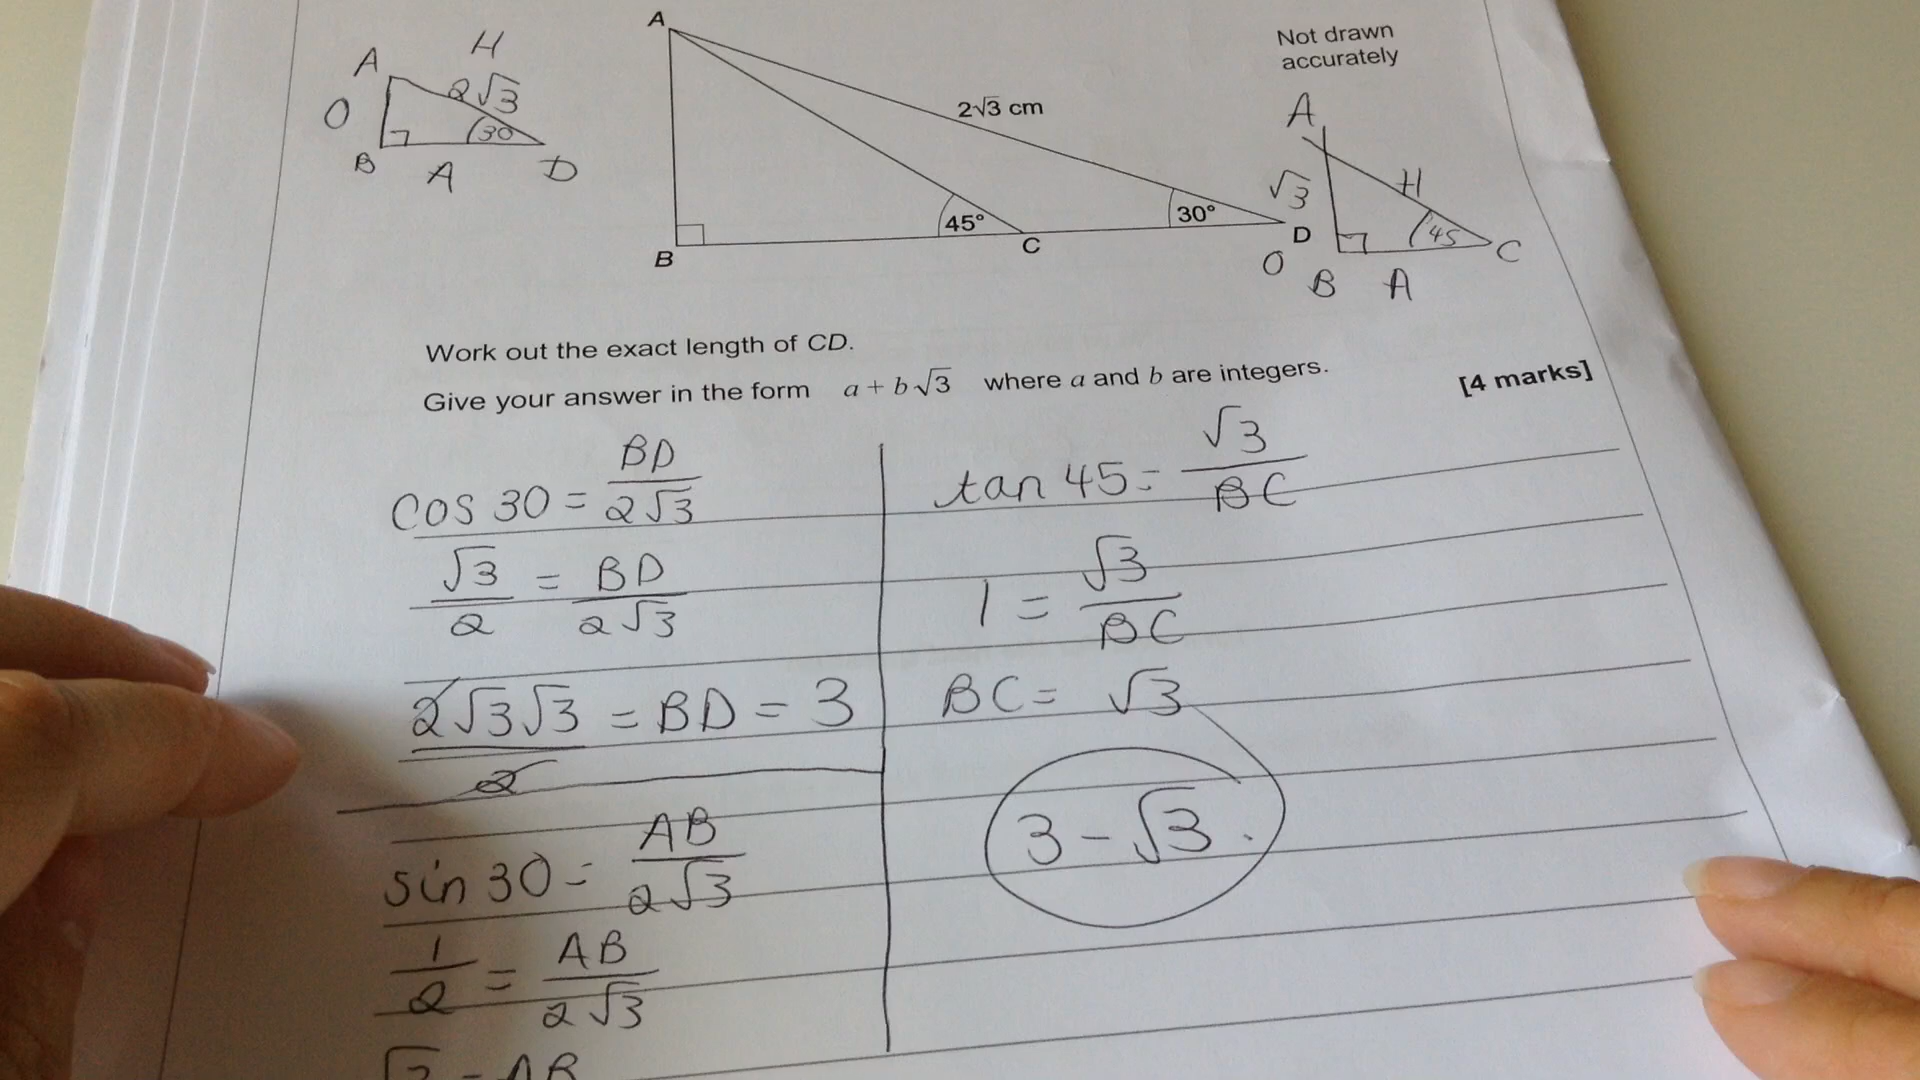 A
H
2√3
O
(30
B
A
D
A
2√3 cm
45°
30°
B
C
D
Not drawn
accurately
A
√3
H
(45
O
B
A
C
Work out the exact length of CD.
Give your answer in the form a + b√3 where a and b are integers.
[4 marks]
cos 30 = BD / 2√3
√3 / 2 = BD / 2√3
2√3√3 / 2 = BD = 3
sin 30 = AB / 2√3
1 / 2 = AB / 2√3
√3 = AB
tan 45 = √3 / BC
1 = √3 / BC
BC = √3
3 - √3 .